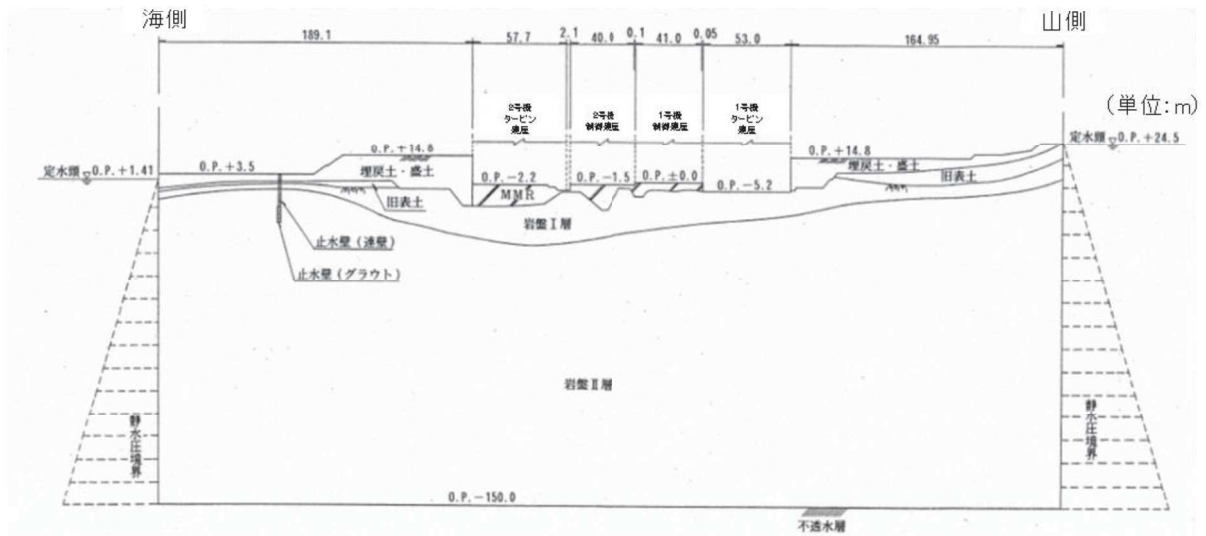 海側
山側
189.1
57.7
2.1
40.0
0.1
41.0
0.05
53.0
164.95
(単位:m)
2号機
タービン
建屋
2号機
制御建屋
1号機
制御建屋
1号機
タービン
建屋
定水頭 O.P.+1.41
O.P.+3.5
O.P.+14.8
埋戻土・盛土
旧表土
O.P.-2.2
MMR
O.P.-1.5
O.P.±0.0
O.P.-5.2
O.P.+14.8
埋戻土・盛土
旧表土
定水頭 O.P.+24.5
岩盤Ⅰ層
止水壁(連壁)
止水壁(グラウト)
岩盤Ⅱ層
静水圧境界
静水圧境界
O.P.-150.0
不透水層